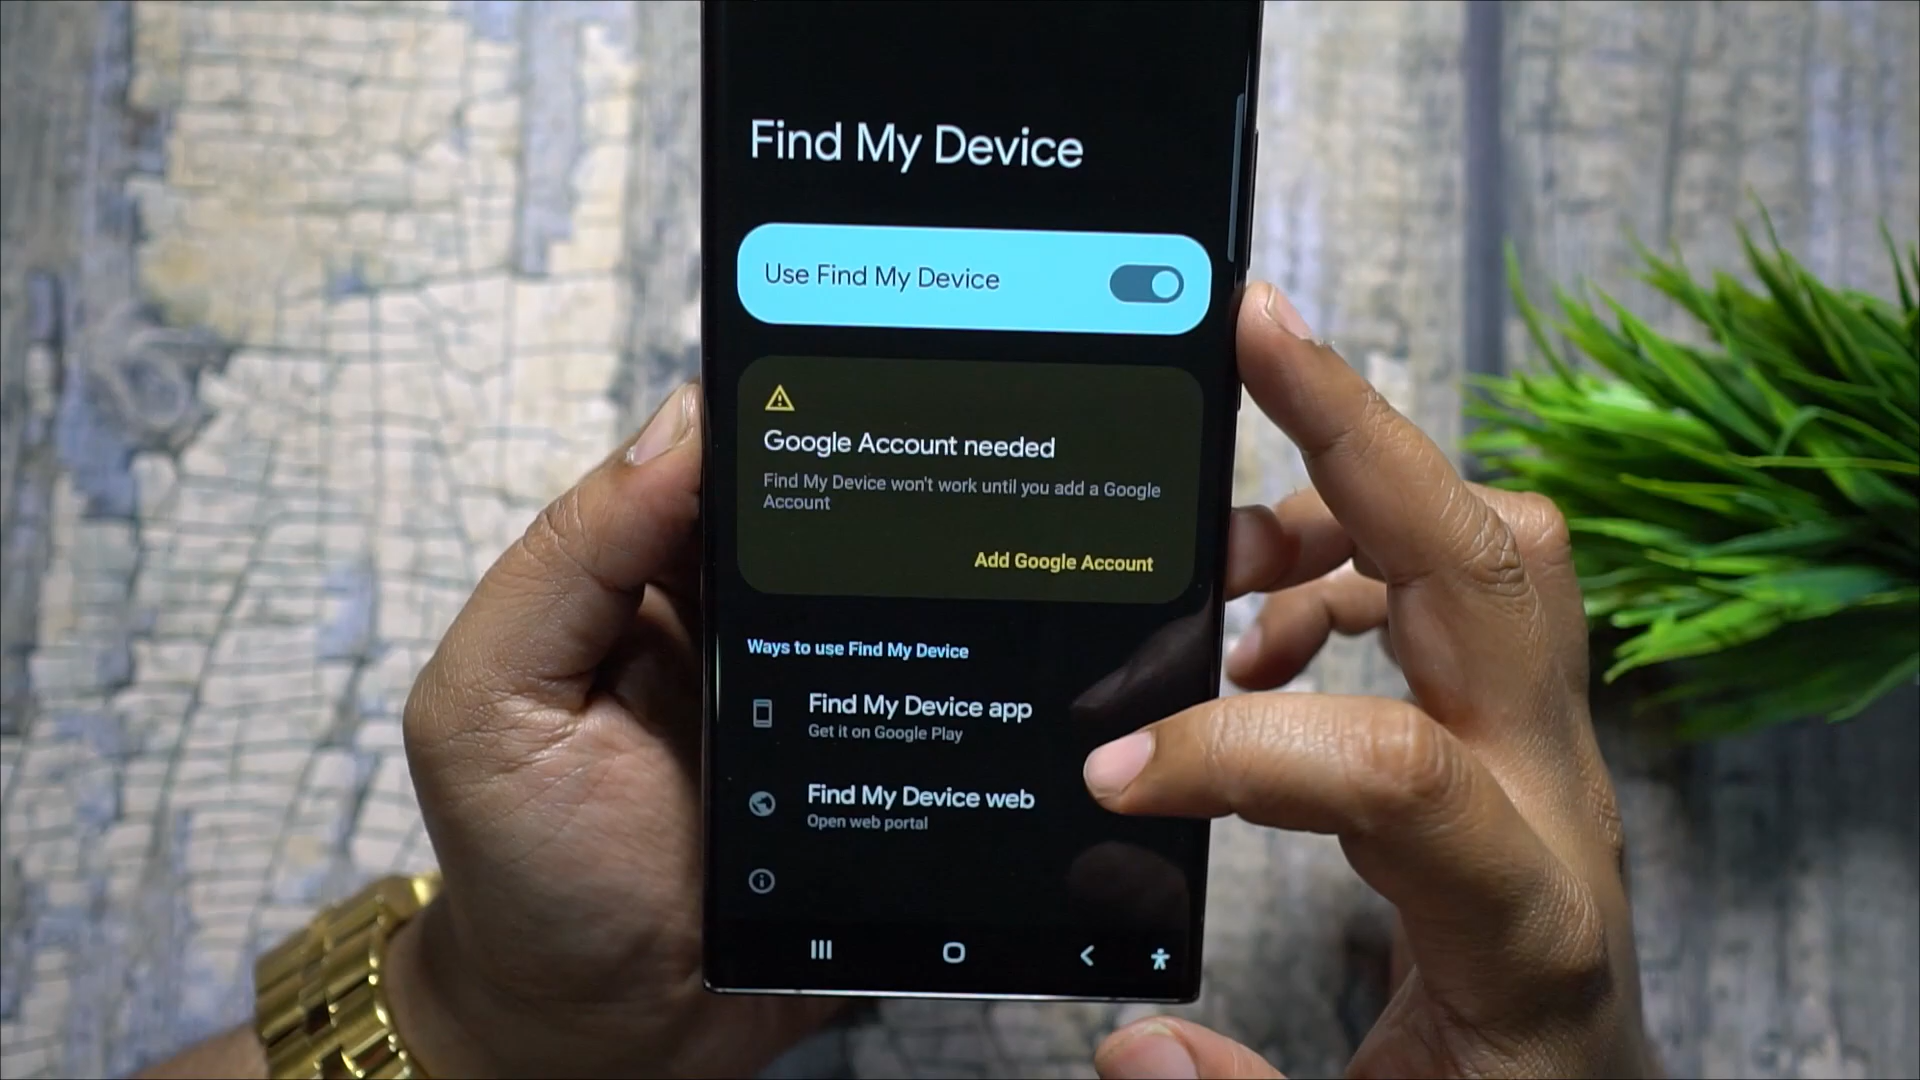 Find My Device
Use Find My Device
Google Account needed
Find My Device won't work until you add a Google
Account
Add Google Account
Ways to use Find My Device
Find My Device app
Get it on Google Play
Find My Device web
Open web portal